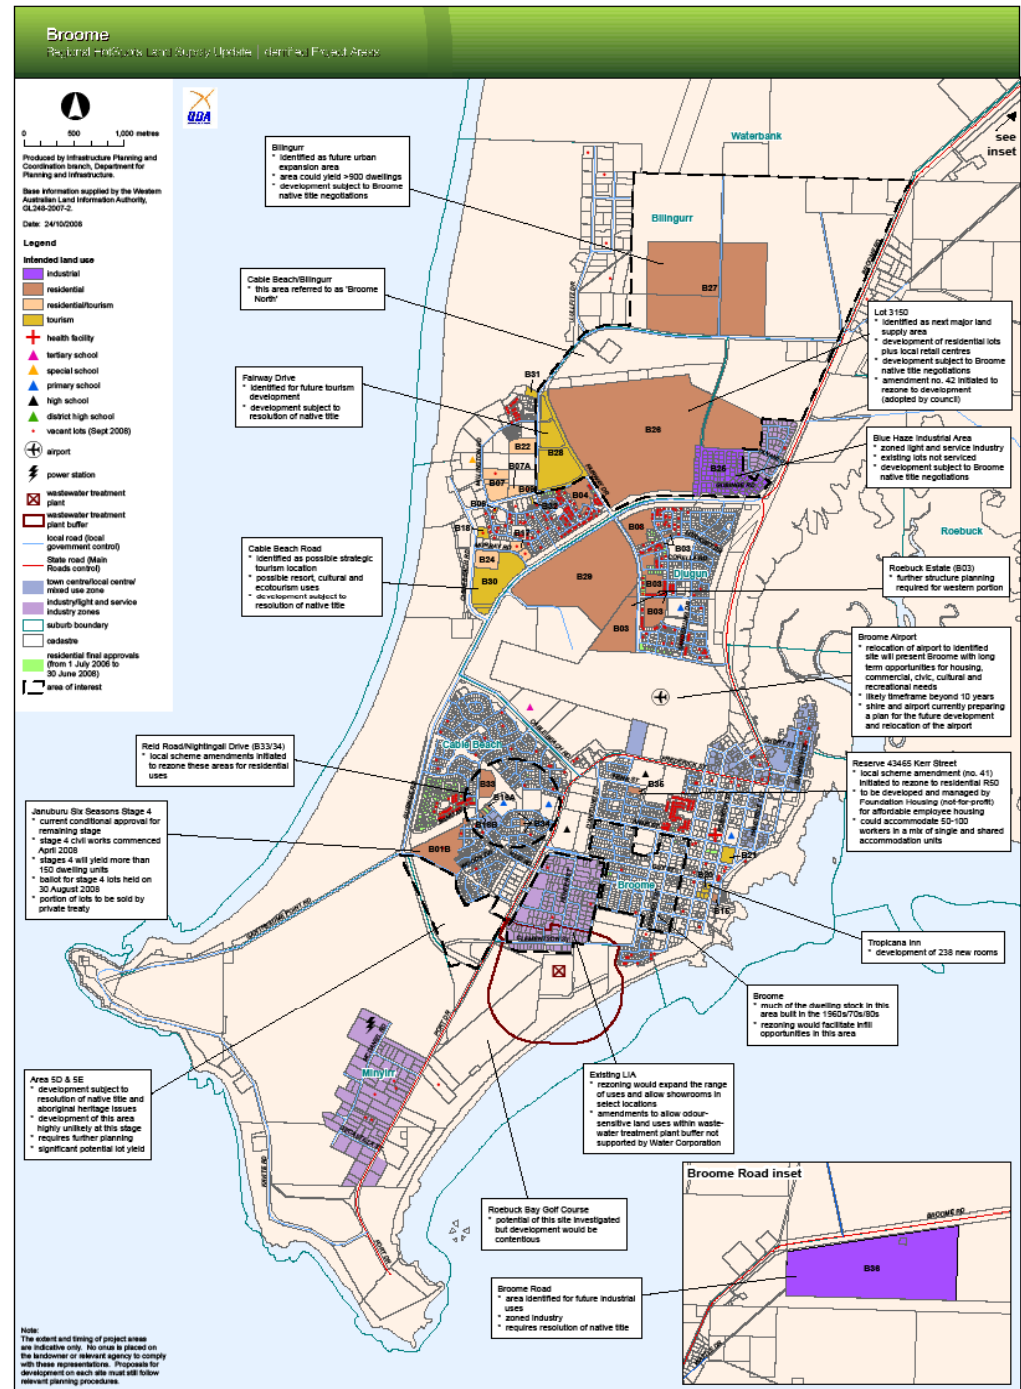 Broome
Regional HotSpots Land Supply Update | Identified Project Areas
0 500 1,000 metres
Produced by Infrastructure Planning and
Coordination branch, Department for
Planning and Infrastructure.
Base information supplied by the Western
Australian Land Information Authority,
GL248-2007-2.
Date: 24/10/2008
Legend
Intended land use
industrial
residential
residential/tourism
tourism
health facility
tertiary school
special school
primary school
high school
district high school
vacant lots (Sept 2008)
airport
power station
wastewater treatment
plant
wastewater treatment
plant buffer
local road (local
government control)
State road (Main
Roads control)
town centre/local centre/
mixed use zone
industry/light and service
industry zones
suburb boundary
cadastre
residential final approvals
(from 1 July 2006 to
30 June 2008)
area of interest
Waterbank
see
inset
Bilingurr
* identified as future urban
expansion area
* area could yield >900 dwellings
* development subject to Broome
native title negotiations
Bilingurr
B27
Cable Beach/Bilingurr
* this area referred to as 'Broome
North'
Lot 3150
* identified as next major land
supply area
* development of residential lots
plus local retail centres
* development subject to Broome
native title negotiations
* amendment no. 42 initiated to
rezone to development
(adopted by council)
Fairway Drive
* identified for future tourism
development
* development subject to
resolution of native title
B31
B26
B22
B28
B07A
B07
B04
B25
Blue Haze Industrial Area
* zoned light and service industry
* existing lots not serviced
* development subject to Broome
native title negotiations
Roebuck
B18
B17
B24
B30
B29
B03
B03
B03
B03
Djugun
Cable Beach Road
* identified as possible strategic
tourism location
* possible resort, cultural and
ecotourism uses
* development subject to
resolution of native title
Roebuck Estate (B03)
* further structure planning
required for western portion
Broome Airport
* relocation of airport to identified
site will present Broome with long
term opportunities for housing,
commercial, civic, cultural and
recreational needs
* likely timeframe beyond 10 years
* shire and airport currently preparing
a plan for the future development
and relocation of the airport
Reid Road/Nightingall Drive (B33/34)
* local scheme amendments initiated
to rezone these areas for residential
uses
Cable Beach
B33
B16A
B16B
B34
B01B
B35
Reserve 43465 Kerr Street
* local scheme amendment (no. 41)
initiated to rezone to residential R50
* to be developed and managed by
Foundation Housing (not-for-profit)
for affordable employee housing
* could accommodate 50-100
workers in a mix of single and shared
accommodation units
Januburu Six Seasons Stage 4
* current conditional approval for
remaining stage
* stage 4 civil works commenced
April 2008
* stages 4 will yield more than
150 dwelling units
* ballot for stage 4 lots held on
30 August 2008
* portion of lots to be sold by
private treaty
B21
Broome
Tropicana Inn
* development of 238 new rooms
Broome
* much of the dwelling stock in this
area built in the 1960s/70s/80s
* rezoning would facilitate infill
opportunities in this area
Minyirr
Area 5D & 5E
* development subject to
resolution of native title and
aboriginal heritage issues
* development of this area
highly unlikely at this stage
* requires further planning
* significant potential lot yield
Existing LIA
* rezoning would expand the range
of uses and allow showrooms in
select locations
* amendments to allow odour-
sensitive land uses within waste-
water treatment plant buffer not
supported by Water Corporation
Roebuck Bay Golf Course
* potential of this site investigated
but development would be
contentious
Broome Road
* area identified for future industrial
uses
* zoned industry
* requires resolution of native title
Broome Road inset
BROOME RD
B36
Note:
The extent and timing of project areas
are indicative only. No onus is placed on
the landowner or relevant agency to comply
with these representations. Proposals for
development on each site must still follow
relevant planning procedures.